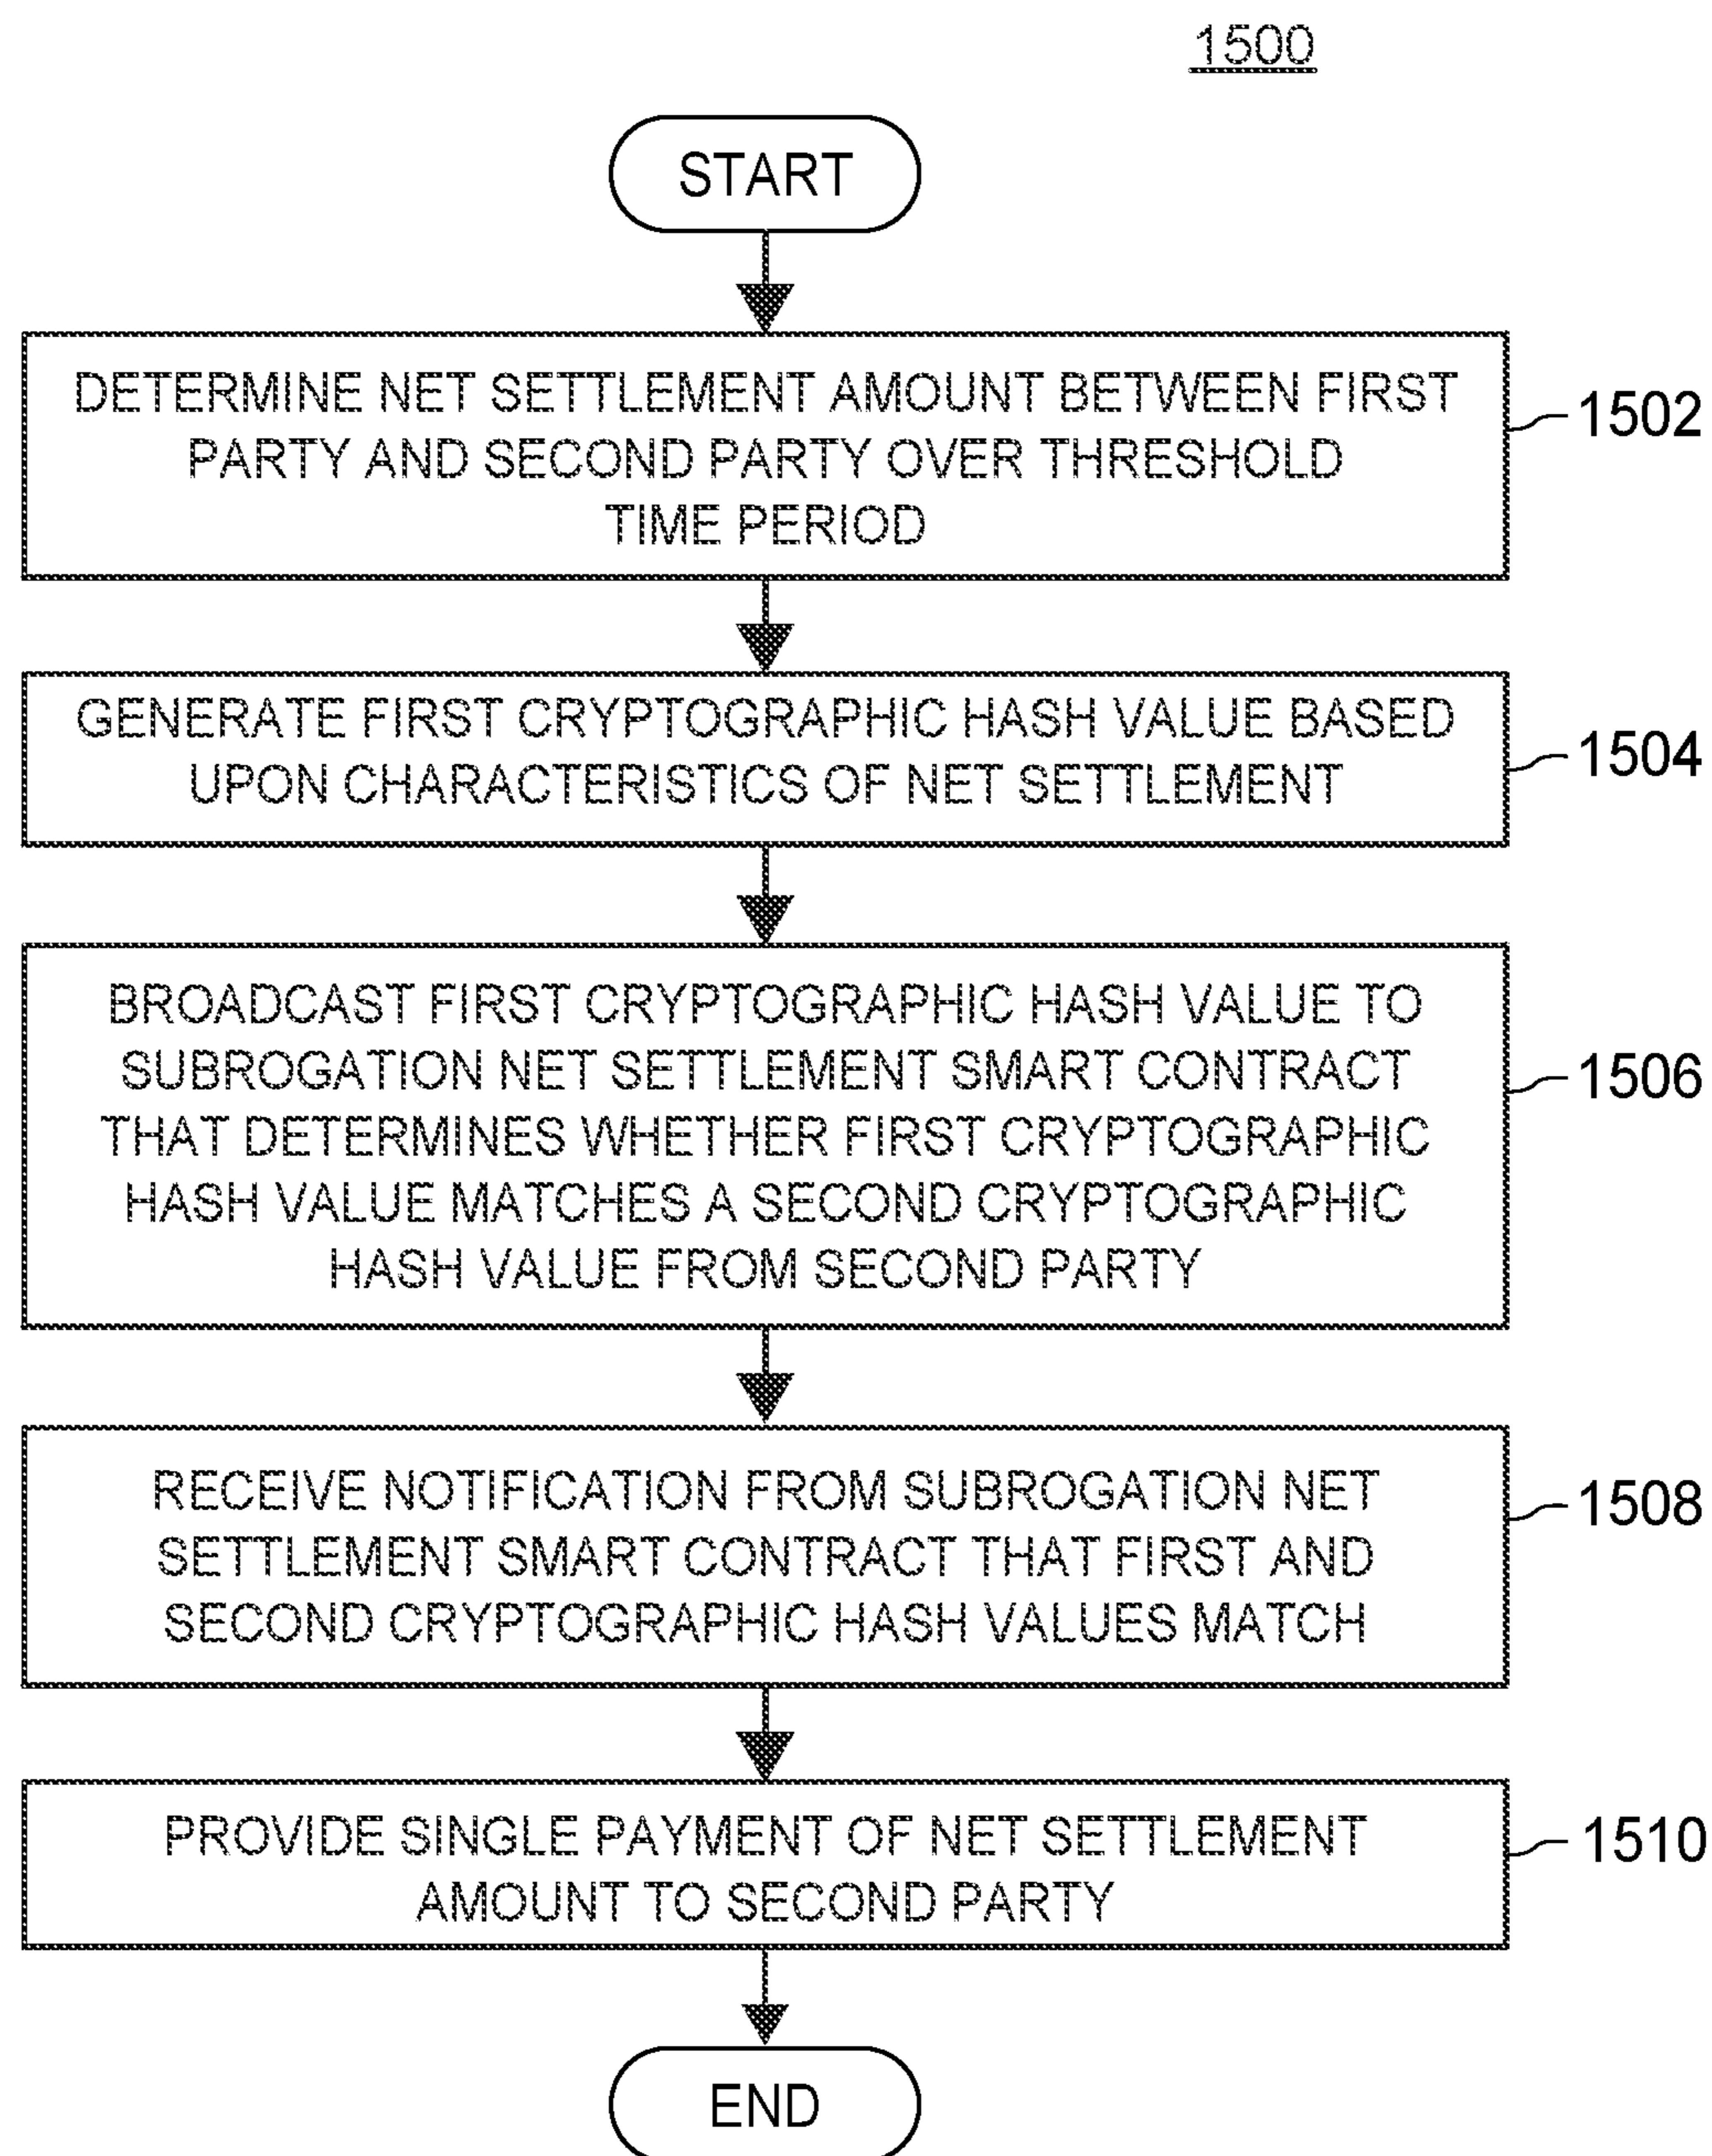 1500
START
DETERMINE NET SETTLEMENT AMOUNT BETWEEN FIRST
PARTY AND SECOND PARTY OVER THRESHOLD
TIME PERIOD
1502
GENERATE FIRST CRYPTOGRAPHIC HASH VALUE BASED
UPON CHARACTERISTICS OF NET SETTLEMENT
1504
BROADCAST FIRST CRYPTOGRAPHIC HASH VALUE TO
SUBROGATION NET SETTLEMENT SMART CONTRACT
THAT DETERMINES WHETHER FIRST CRYPTOGRAPHIC
HASH VALUE MATCHES A SECOND CRYPTOGRAPHIC
HASH VALUE FROM SECOND PARTY
1506
RECEIVE NOTIFICATION FROM SUBROGATION NET
SETTLEMENT SMART CONTRACT THAT FIRST AND
SECOND CRYPTOGRAPHIC HASH VALUES MATCH
1508
PROVIDE SINGLE PAYMENT OF NET SETTLEMENT
AMOUNT TO SECOND PARTY
1510
END